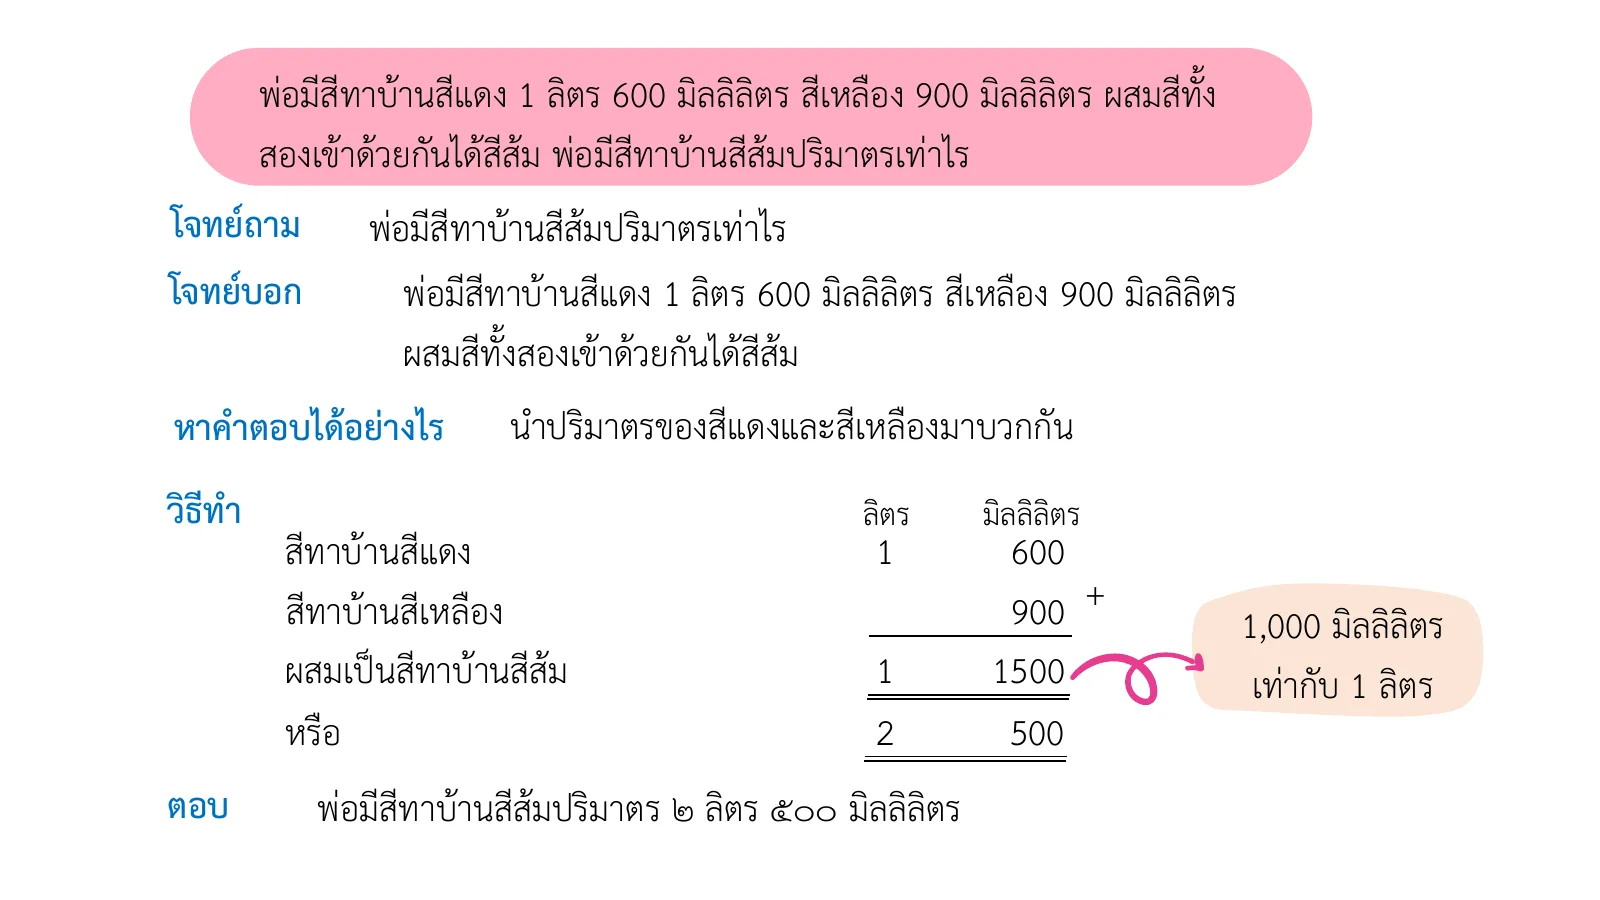 พ่อมีสีทาบ้านสีแดง 1 ลิตร 600 มิลลิลิตร สีเหลือง 900 มิลลิลิตร ผสมสีทั้ง
สองเข้าด้วยกันได้สีส้ม พ่อมีสีทาบ้านสีส้มปริมาตรเท่าไร
โจทย์ถาม พ่อมีสีทาบ้านสีส้มปริมาตรเท่าไร
โจทย์บอก พ่อมีสีทาบ้านสีแดง 1 ลิตร 600 มิลลิลิตร สีเหลือง 900 มิลลิลิตร
ผสมสีทั้งสองเข้าด้วยกันได้สีส้ม
หาคำตอบได้อย่างไร นำปริมาตรของสีแดงและสีเหลืองมาบวกกัน
วิธีทำ ลิตร มิลลิลิตร
สีทาบ้านสีแดง 1 600
+
สีทาบ้านสีเหลือง 900
ผสมเป็นสีทาบ้านสีส้ม 1 1500
1,000 มิลลิลิตร
เท่ากับ 1 ลิตร
หรือ 2 500
ตอบ พ่อมีสีทาบ้านสีส้มปริมาตร ๒ ลิตร ๕๐๐ มิลลิลิตร